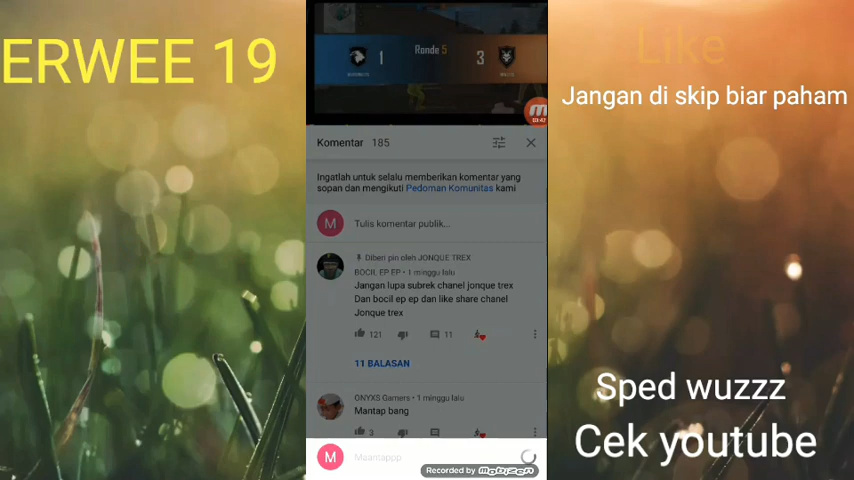 ERWEE 19
Like
Jangan di skip biar paham
1
Ronde 5
3
Komentar 185
Ingatlah untuk selalu memberikan komentar yang
sopan dan mengikuti Pedoman Komunitas kami
M
Tulis komentar publik...
Diberi pin oleh JONQUE TREX
BOCIL EP EP • 1 minggu lalu
Jangan lupa subrek chanel jonque trex
Dan bocil ep ep dan like share chanel
Jonque trex
121
11
11 BALASAN
ONYXS Gamers • 1 minggu lalu
Mantap bang
3
M
Maantappp
Recorded by Mobizen
Sped wuzzz
Cek youtube